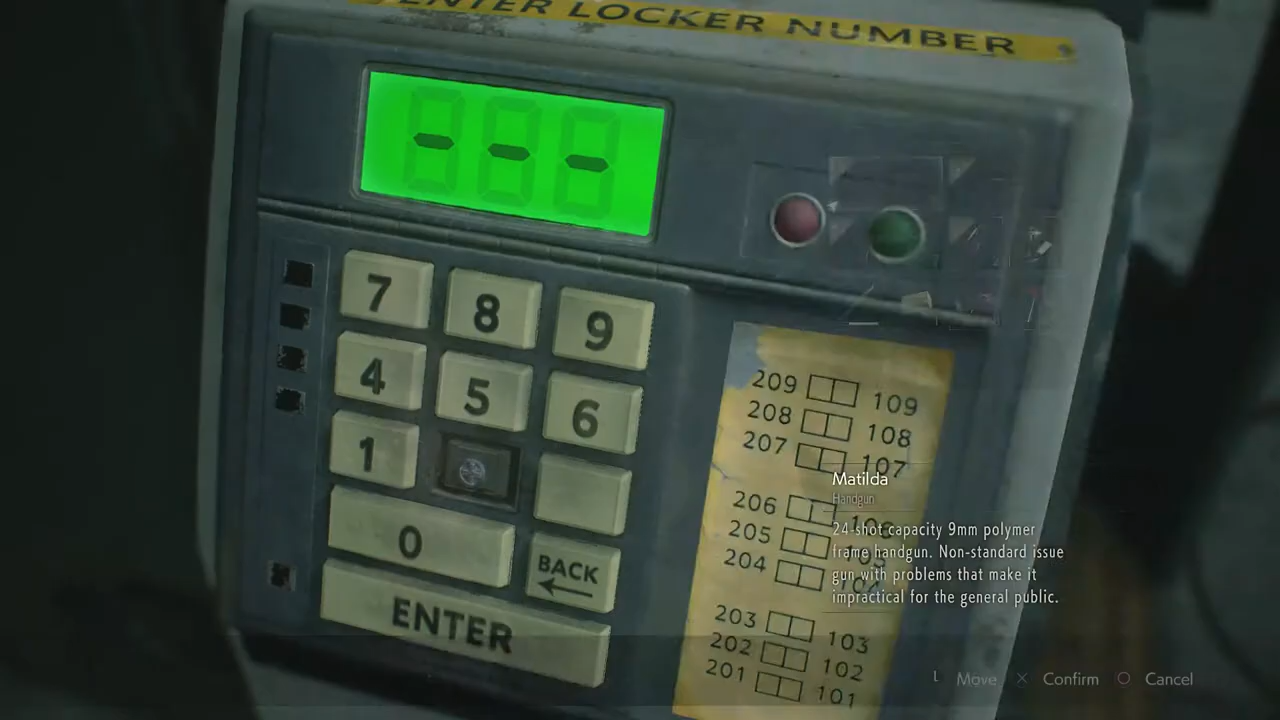 ENTER LOCKER NUMBER
7 8 9
4 5 6
1
0
BACK
ENTER
209 109
208 108
207 107
206 106
205 105
204
203 103
202 102
201 101
Matilda
Handgun
24-shot capacity 9mm polymer
frame handgun. Non-standard issue
gun with problems that make it
impractical for the general public.
L Move X Confirm O Cancel